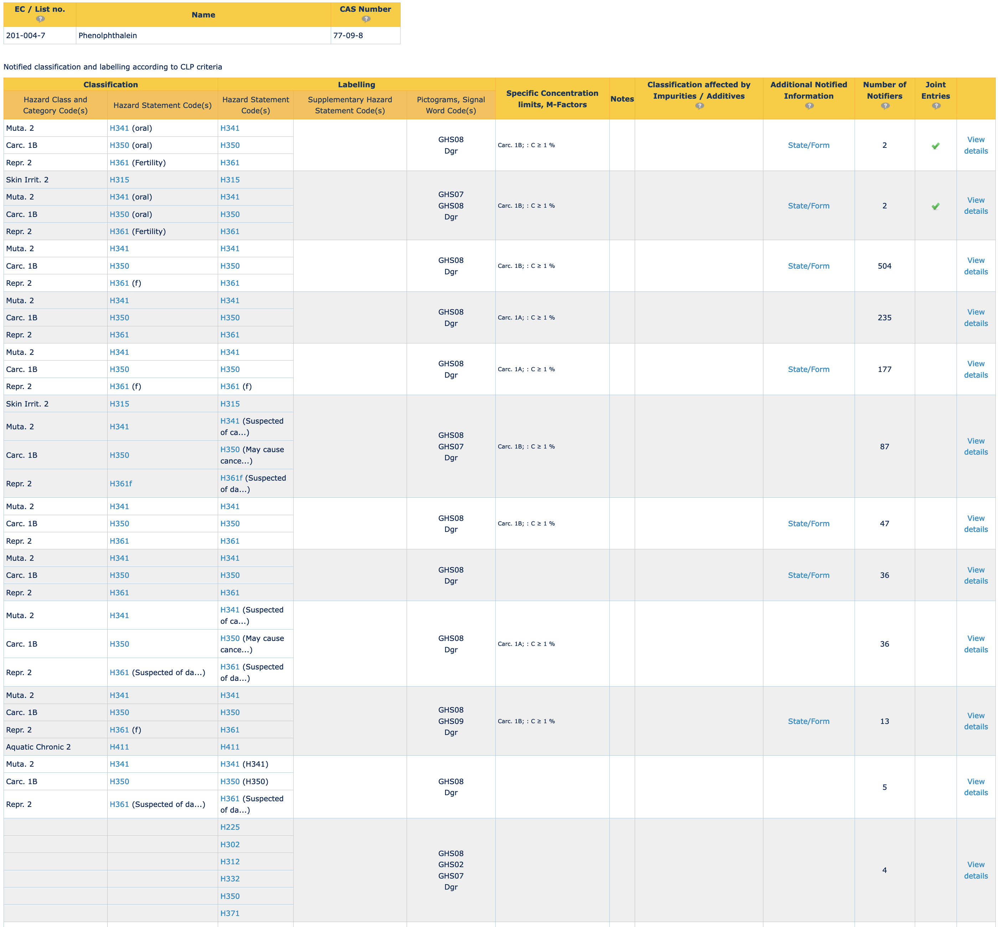 EC / List no.
Name
CAS Number
201-004-7
Phenolphthalein
77-09-8
Notified classification and labelling according to CLP criteria
Classification
Labelling
Specific Concentration limits, M-Factors
Notes
Classification affected by Impurities / Additives
Additional Notified Information
Number of Notifiers
Joint Entries
Hazard Class and Category Code(s)
Hazard Statement Code(s)
Hazard Statement Code(s)
Supplementary Hazard Statement Code(s)
Pictograms, Signal Word Code(s)
Muta. 2 H341 (oral) H341
Carc. 1B H350 (oral) H350
Repr. 2 H361 (Fertility) H361
GHS08
Dgr
Carc. 1B; : C ≥ 1 %
State/Form
2
View details
Skin Irrit. 2 H315 H315
Muta. 2 H341 (oral) H341
Carc. 1B H350 (oral) H350
Repr. 2 H361 (Fertility) H361
GHS07
GHS08
Dgr
Carc. 1B; : C ≥ 1 %
State/Form
2
View details
Muta. 2 H341 H341
Carc. 1B H350 H350
Repr. 2 H361 (f) H361
GHS08
Dgr
Carc. 1B; : C ≥ 1 %
State/Form
504
View details
Muta. 2 H341 H341
Carc. 1B H350 H350
Repr. 2 H361 H361
GHS08
Dgr
Carc. 1A; : C ≥ 1 %
235
View details
Muta. 2 H341 H341
Carc. 1B H350 H350
Repr. 2 H361 (f) H361 (f)
GHS08
Dgr
Carc. 1A; : C ≥ 1 %
State/Form
177
View details
Skin Irrit. 2 H315 H315
Muta. 2 H341 H341 (Suspected of ca...)
Carc. 1B H350 H350 (May cause cance...)
Repr. 2 H361f H361f (Suspected of da...)
GHS08
GHS07
Dgr
Carc. 1B; : C ≥ 1 %
87
View details
Muta. 2 H341 H341
Carc. 1B H350 H350
Repr. 2 H361 H361
GHS08
Dgr
Carc. 1B; : C ≥ 1 %
State/Form
47
View details
Muta. 2 H341 H341
Carc. 1B H350 H350
Repr. 2 H361 H361
GHS08
Dgr
State/Form
36
View details
Muta. 2 H341 H341 (Suspected of ca...)
Carc. 1B H350 H350 (May cause cance...)
Repr. 2 H361 (Suspected of da...) H361 (Suspected of da...)
GHS08
Dgr
Carc. 1A; : C ≥ 1 %
36
View details
Muta. 2 H341 H341
Carc. 1B H350 H350
Repr. 2 H361 (f) H361
Aquatic Chronic 2 H411 H411
GHS08
GHS09
Dgr
Carc. 1B; : C ≥ 1 %
State/Form
13
View details
Muta. 2 H341 H341 (H341)
Carc. 1B H350 H350 (H350)
Repr. 2 H361 (Suspected of da...) H361 (Suspected of da...)
GHS08
Dgr
5
View details
H225
H302
H312
H332
H350
H371
GHS08
GHS02
GHS07
Dgr
4
View details